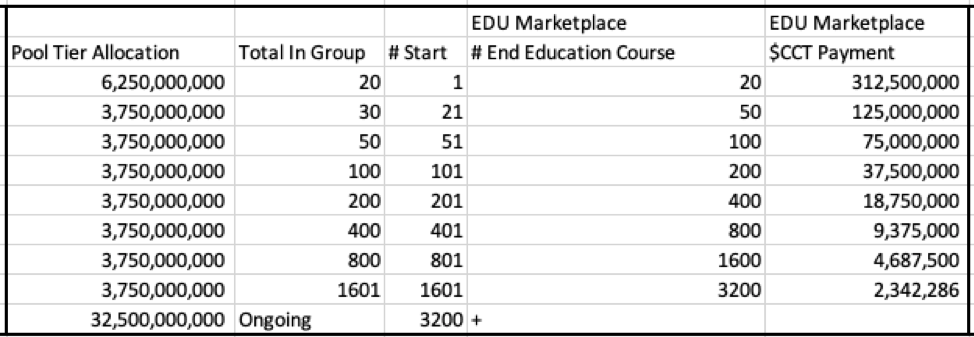 EDU Marketplace EDU Marketplace
Pool Tier Allocation Total In Group # Start # End Education Course $CCT Payment
6,250,000,000 20 1 20 312,500,000
3,750,000,000 30 21 50 125,000,000
3,750,000,000 50 51 100 75,000,000
3,750,000,000 100 101 200 37,500,000
3,750,000,000 200 201 400 18,750,000
3,750,000,000 400 401 800 9,375,000
3,750,000,000 800 801 1600 4,687,500
3,750,000,000 1601 1601 3200 2,342,286
32,500,000,000 Ongoing 3200 +